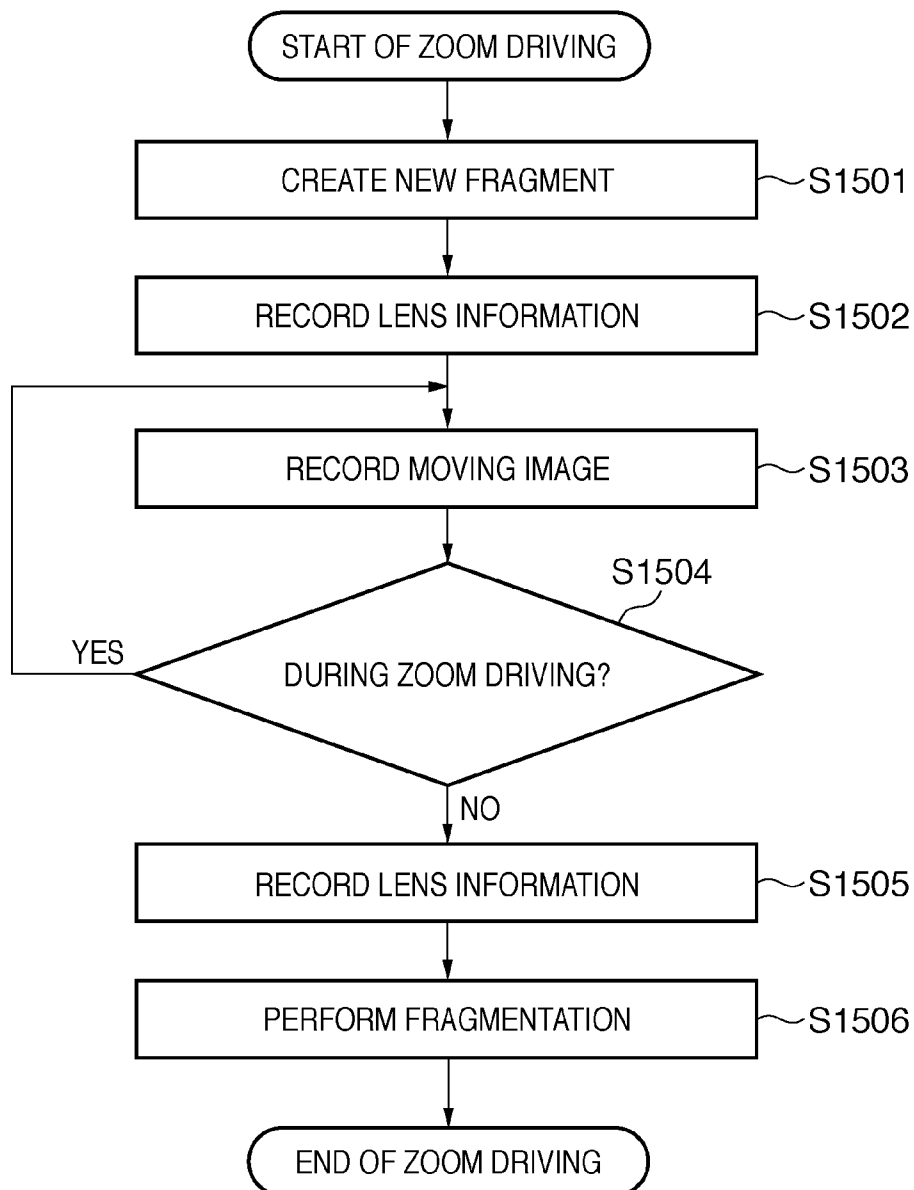 START OF ZOOM DRIVING
CREATE NEW FRAGMENT
S1501
RECORD LENS INFORMATION
S1502
RECORD MOVING IMAGE
S1503
S1504
YES
DURING ZOOM DRIVING?
NO
RECORD LENS INFORMATION
S1505
PERFORM FRAGMENTATION
S1506
END OF ZOOM DRIVING